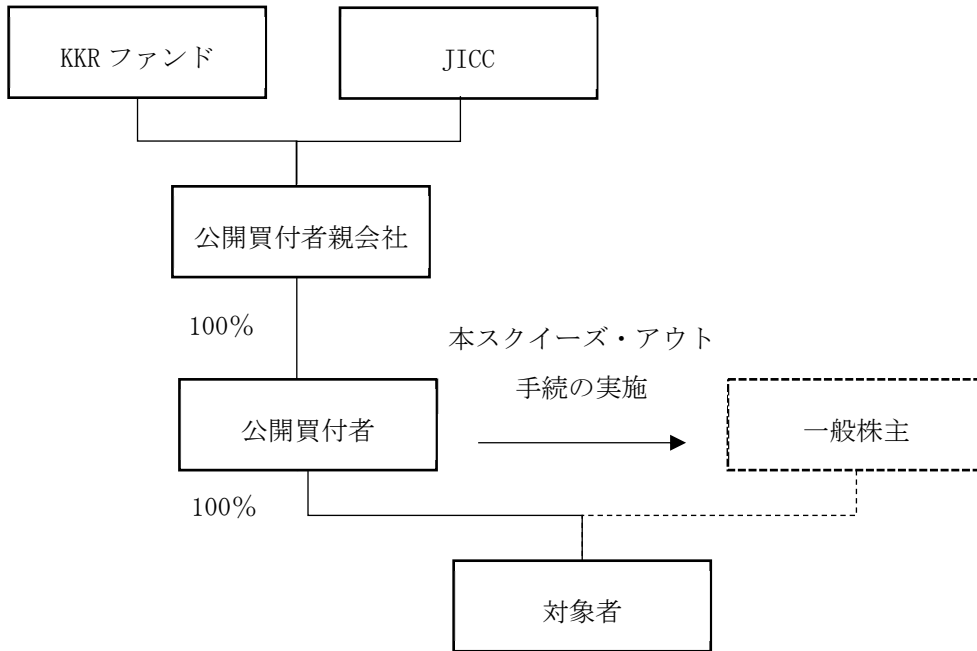 KKR ファンド
JICC
公開買付者親会社
100%
本スクイーズ・アウト
手続の実施
公開買付者
一般株主
100%
対象者